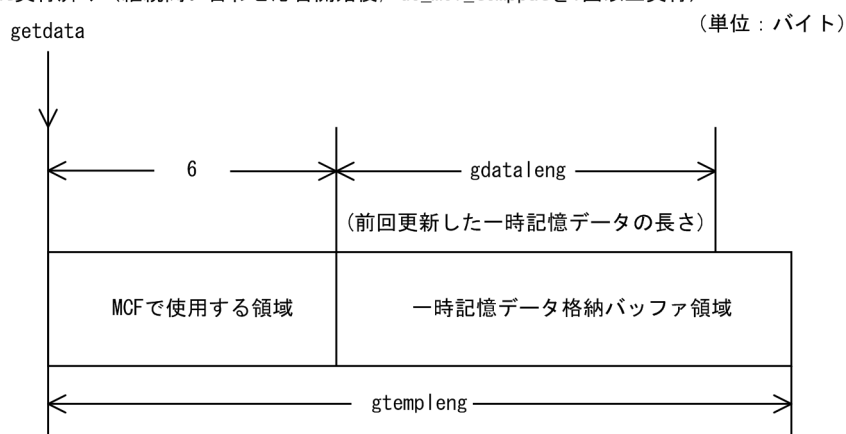 (単位：バイト)
getdata
6
gdataleng
(前回更新した一時記憶データの長さ)
MCFで使用する領域
一時記憶データ格納バッファ領域
gtempleng